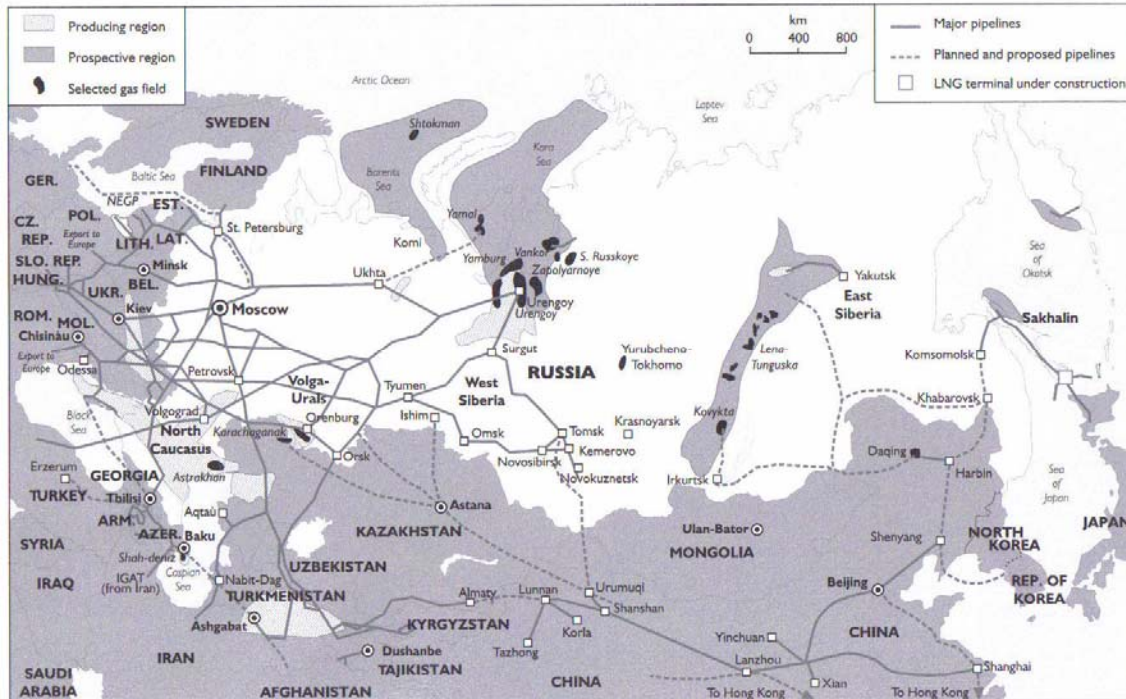 Producing region
Prospective region
Selected gas field
km
0 400 800
Major pipelines
Planned and proposed pipelines
LNG terminal under construction
Arctic Ocean
Laptev
Sea
SWEDEN
Shtokman
Kara
Sea
Barents
Sea
FINLAND
Baltic Sea
GER.
NEGP
EST.
POL.
CZ.
REP.
Export to
Europe
LITH.
LAT.
St. Petersburg
Komi
Yamal
Vankor
S. Russkoye
Yamburg
Zapolyarnoye
SLO. REP.
Minsk
BEL.
HUNG.
UKR.
Ukhta
Urengoy
Urengoy
Yakutsk
East
Siberia
Sea
of
Okotsk
Sakhalin
ROM.
MOL.
Kiev
Moscow
Chisinàu
Export to
Europe
Odessa
Petrovsk
Surgut
RUSSIA
Yurubcheno-
Tokhomo
Lena-
Tunguska
Komsomolsk
Volga-
Urals
Tyumen
West
Siberia
Khabarovsk
Black
Sea
Volgograd
Orenburg
Ishim
Karachaganak
North
Caucasus
Omsk
Tomsk
Krasnoyarsk
Kovykta
Kemerovo
Novosibirsk
Novokuznetsk
Orsk
Daqing
Harbin
Erzerum
Astrakhan
Irkurtsk
Sea
of
Japan
GEORGIA
TURKEY
Tbilisi
Astana
KAZAKHSTAN
Ulan-Bator
MONGOLIA
ARM.
Aqtaù
AZER.
Baku
SYRIA
Shah-deniz
UZBEKISTAN
Shenyang
NORTH
KOREA
JAPAN
IRAQ
IGAT
(from Iran)
Caspian
Sea
Nabit-Dag
TURKMENISTAN
Almaty
Lunnan
Urumuqi
Shanshan
Beijing
REP. OF
KOREA
Ashgabat
KYRGYZSTAN
Korla
Tazhong
Yinchuan
CHINA
IRAN
Dushanbe
TAJIKISTAN
Lanzhou
Xian
Shanghai
SAUDI
ARABIA
AFGHANISTAN
CHINA
To Hong Kong
To Hong Kong